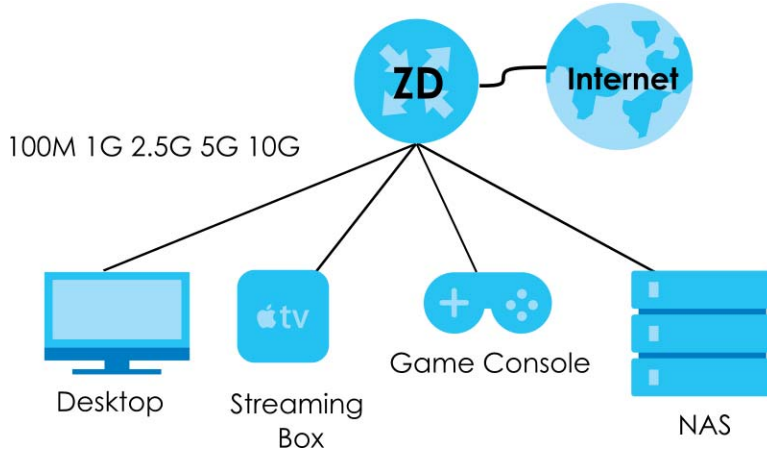 ZD
Internet
100M 1G 2.5G 5G 10G
tv
Desktop
Streaming
Box
Game Console
NAS